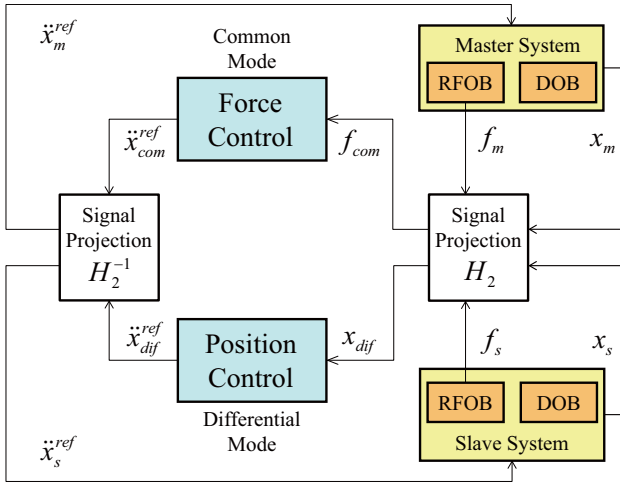 ẍ_m^ref
Common
Mode
Force
Control
ẍ_com^ref
f_com
Master System
RFOB
DOB
f_m
x_m
Signal
Projection
H_2^{-1}
Signal
Projection
H_2
ẍ_dif^ref
Position
Control
x_dif
Differential
Mode
f_s
x_s
RFOB
DOB
Slave System
ẍ_s^ref